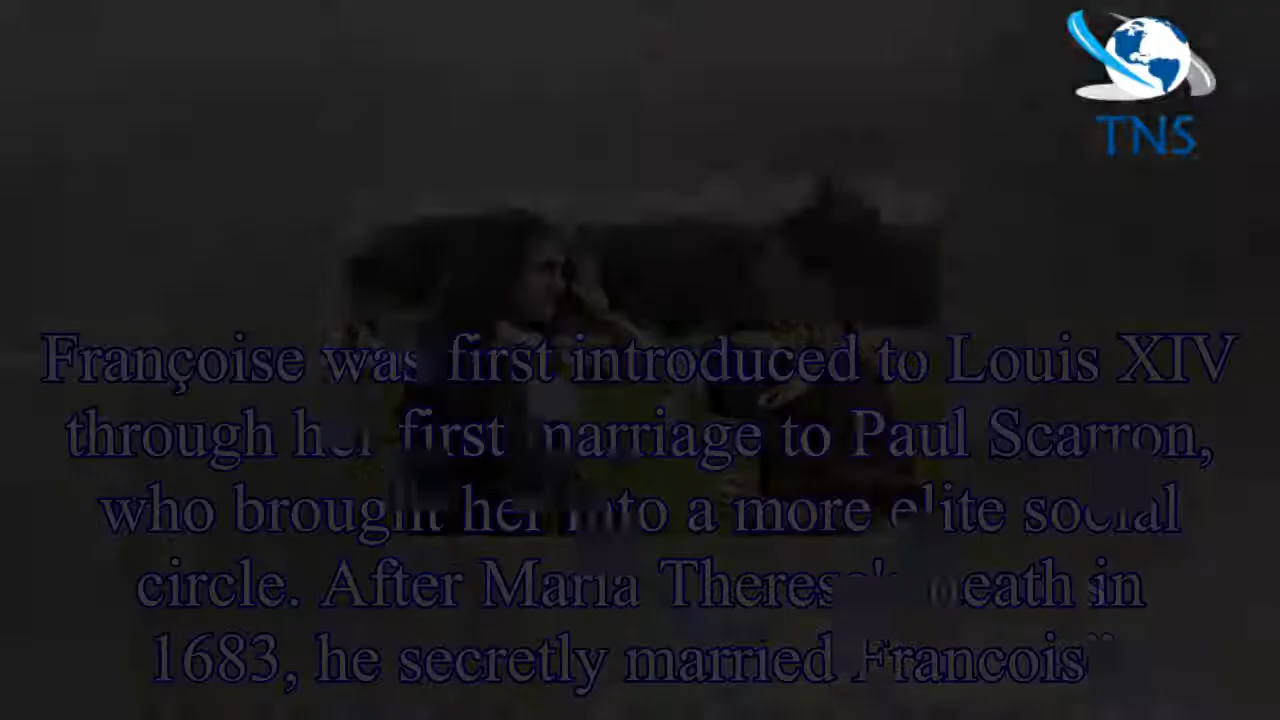 TNS
Françoise was first introduced to Louis XIV
through her first marriage to Paul Scarron,
who brought her into a more elite social
circle. After Maria Theresa's death in
1683, he secretly married Francois